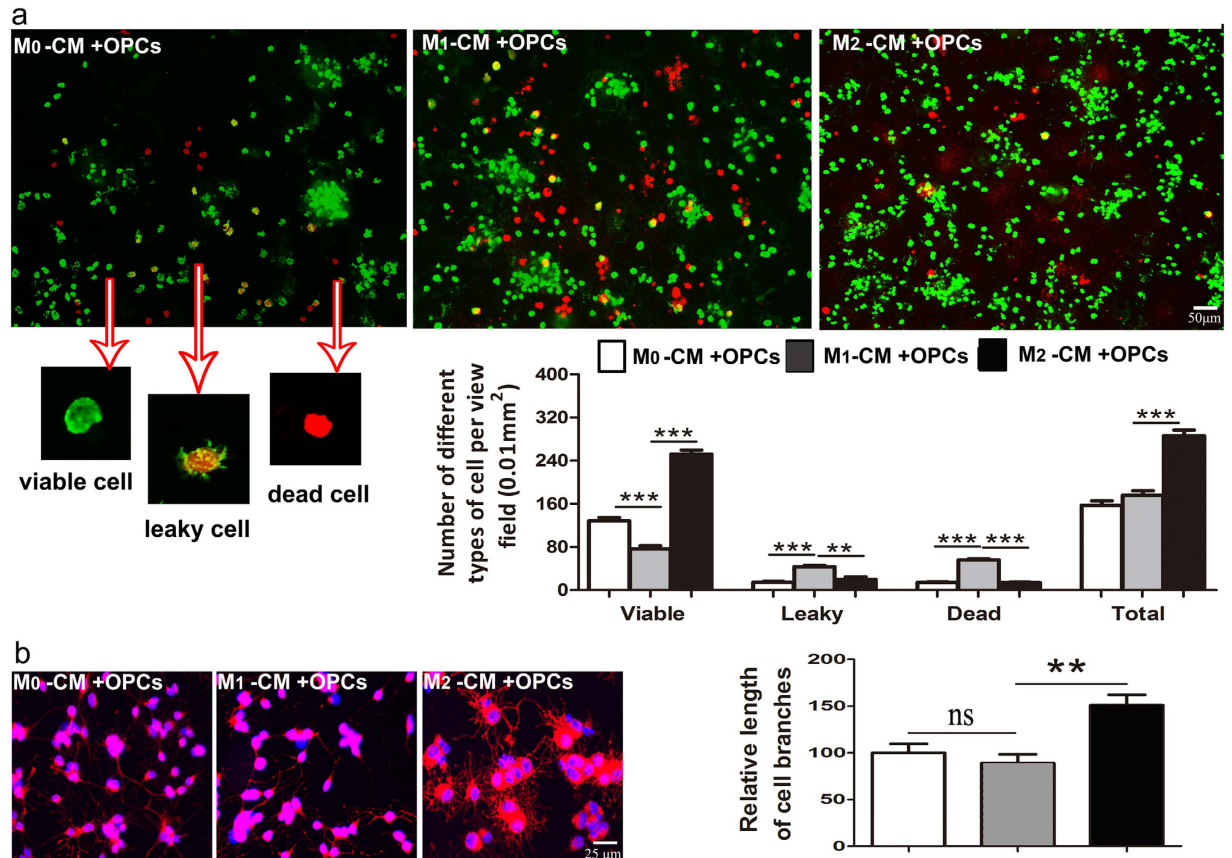 a
M0 -CM +OPCs
M1-CM +OPCs
M2 -CM +OPCs
50μm
viable cell
leaky cell
dead cell
M0 -CM +OPCs
M1 -CM +OPCs
M2 -CM +OPCs
Number of different
types of cell per view
field (0.01mm²)
400
320
240
160
80
0
***
***
***
**
***
***
***
Viable
Leaky
Dead
Total
b
M0 -CM +OPCs
M1 -CM +OPCs
M2 -CM +OPCs
25 μm
Relative length
of cell branches
200
150
100
50
0
ns
**